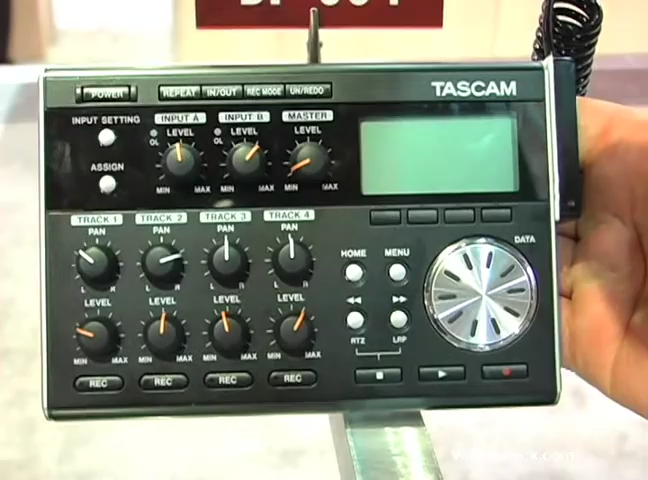 POWER
REPEAT IN/OUT REC MODE UN/REDO
TASCAM
INPUT SETTING
INPUT A INPUT B MASTER
OL LEVEL OL LEVEL LEVEL
ASSIGN
MIN MAX MIN MAX MIN MAX
TRACK 1 TRACK 2 TRACK 3 TRACK 4
PAN PAN PAN PAN
DATA
HOME MENU
L R L R L R L R
LEVEL LEVEL LEVEL LEVEL
RTZ LRP
MIN MAX MIN MAX MIN MAX MIN MAX
REC REC REC REC